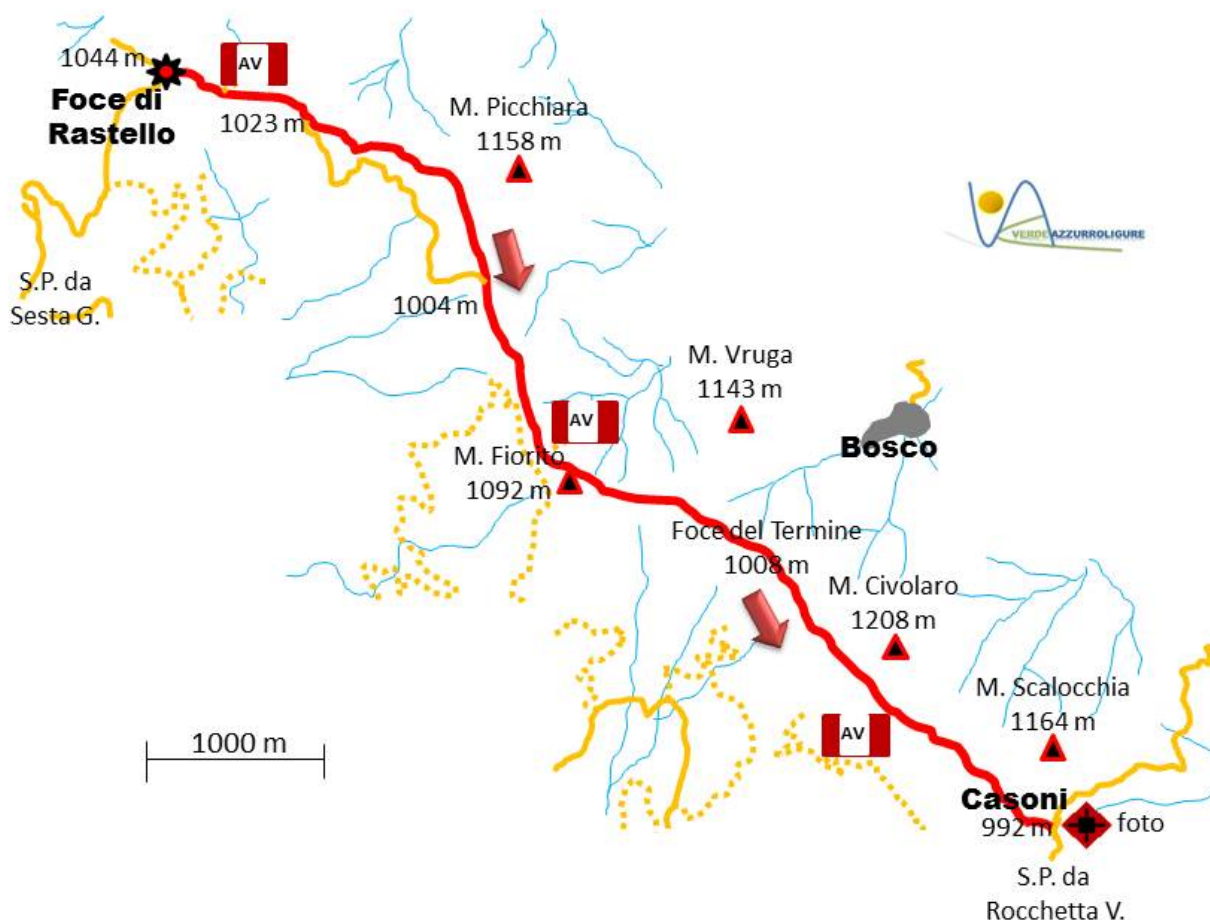 1044 m
AV
Foce di
Rastello
1023 m
M. Picchiara
1158 m
VERDEAZZURROLIGURE
S.P. da
Sesta G.
1004 m
M. Vruga
1143 m
AV
Bosco
M. Fiorito
1092 m
Foce del Termine
1008 m
M. Civolaro
1208 m
M. Scalocchia
1164 m
AV
1000 m
Casoni
992 m
foto
S.P. da
Rocchetta V.